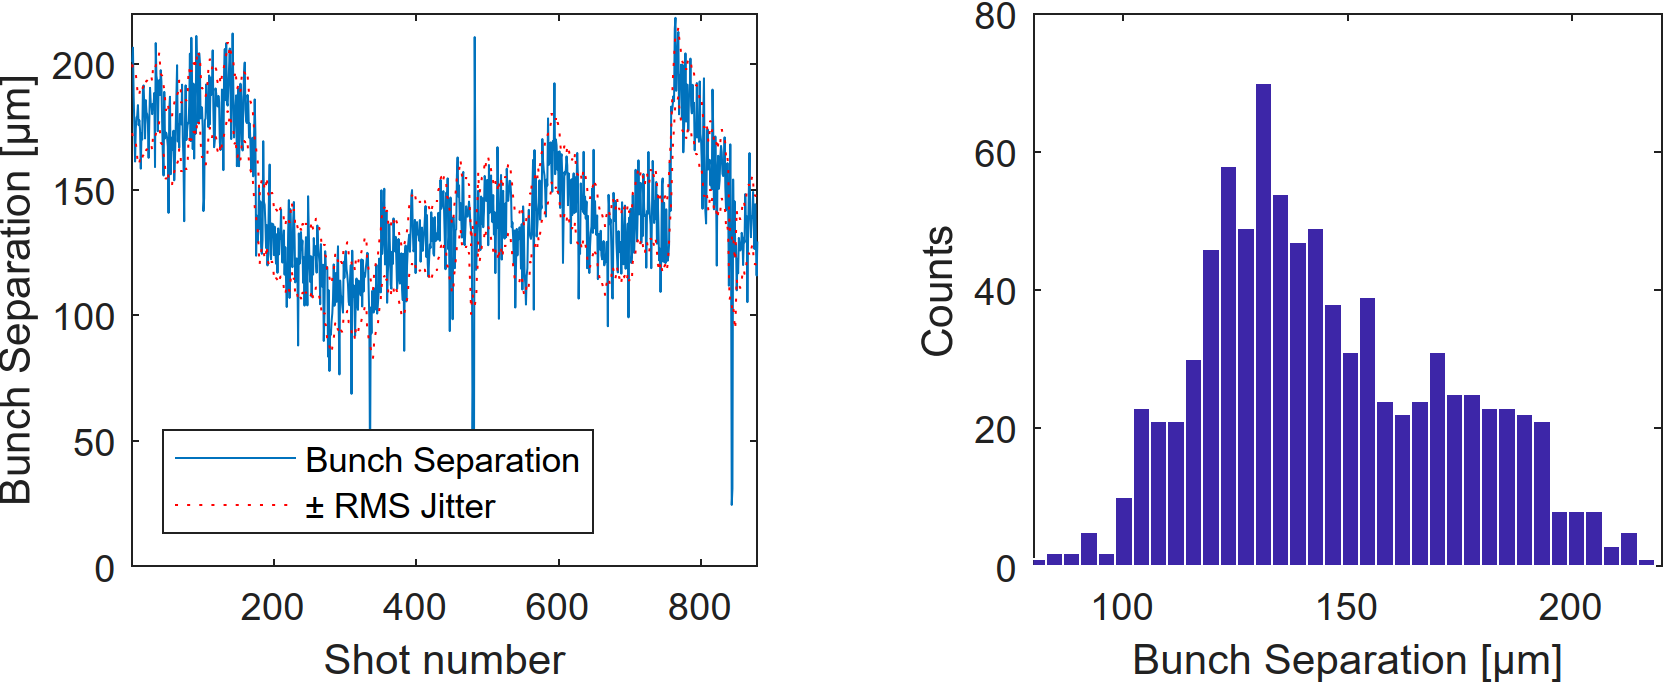 Bunch Separation [μm]
200
150
100
50
0
Bunch Separation
± RMS Jitter
200 400 600 800
Shot number
Counts
80
60
40
20
0
100 150 200
Bunch Separation [μm]